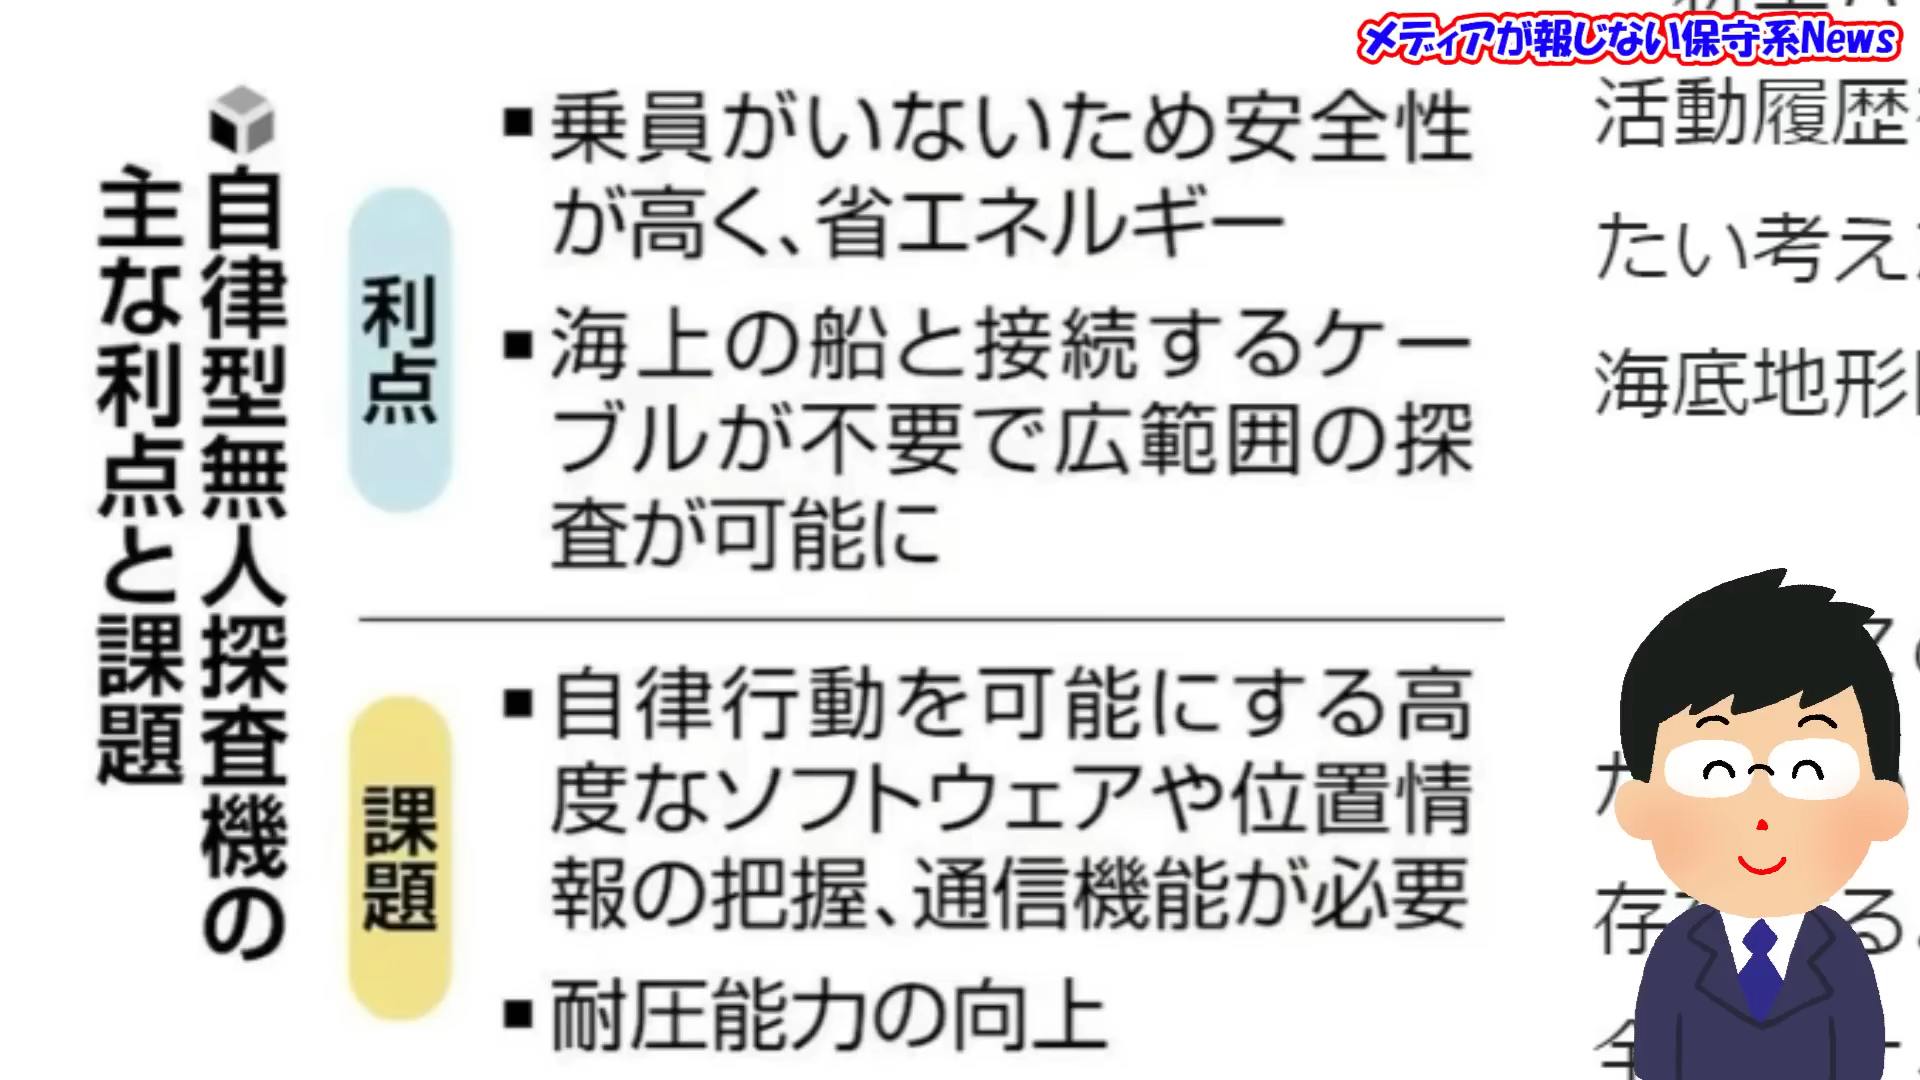 メディアが報じない保守系News
自律型無人探査機の
主な利点と課題
利点
■乗員がいないため安全性
が高く、省エネルギー
■海上の船と接続するケー
ブルが不要で広範囲の探
査が可能に
課題
■自律行動を可能にする高
度なソフトウェアや位置情
報の把握、通信機能が必要
■耐圧能力の向上
活動履歴
たい考え
海底地形